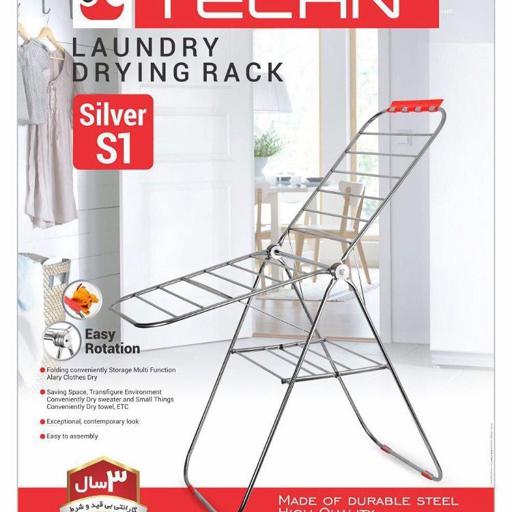 TECHN
LAUNDRY
DRYING RACK
Silver
S1
Easy
Rotation
Folding conveniently Storage Multi Function
Alary Clothes Dry
Saving Space, Transfigure Environment
Conveniently Dry sweater and Small Things
Conveniently Dry towel, ETC
Exceptional, contemporary look
Easy to assembly
۳ سال
گارانتی بی قید و شرط
MADE OF DURABLE STEEL
HIGH QUALITY